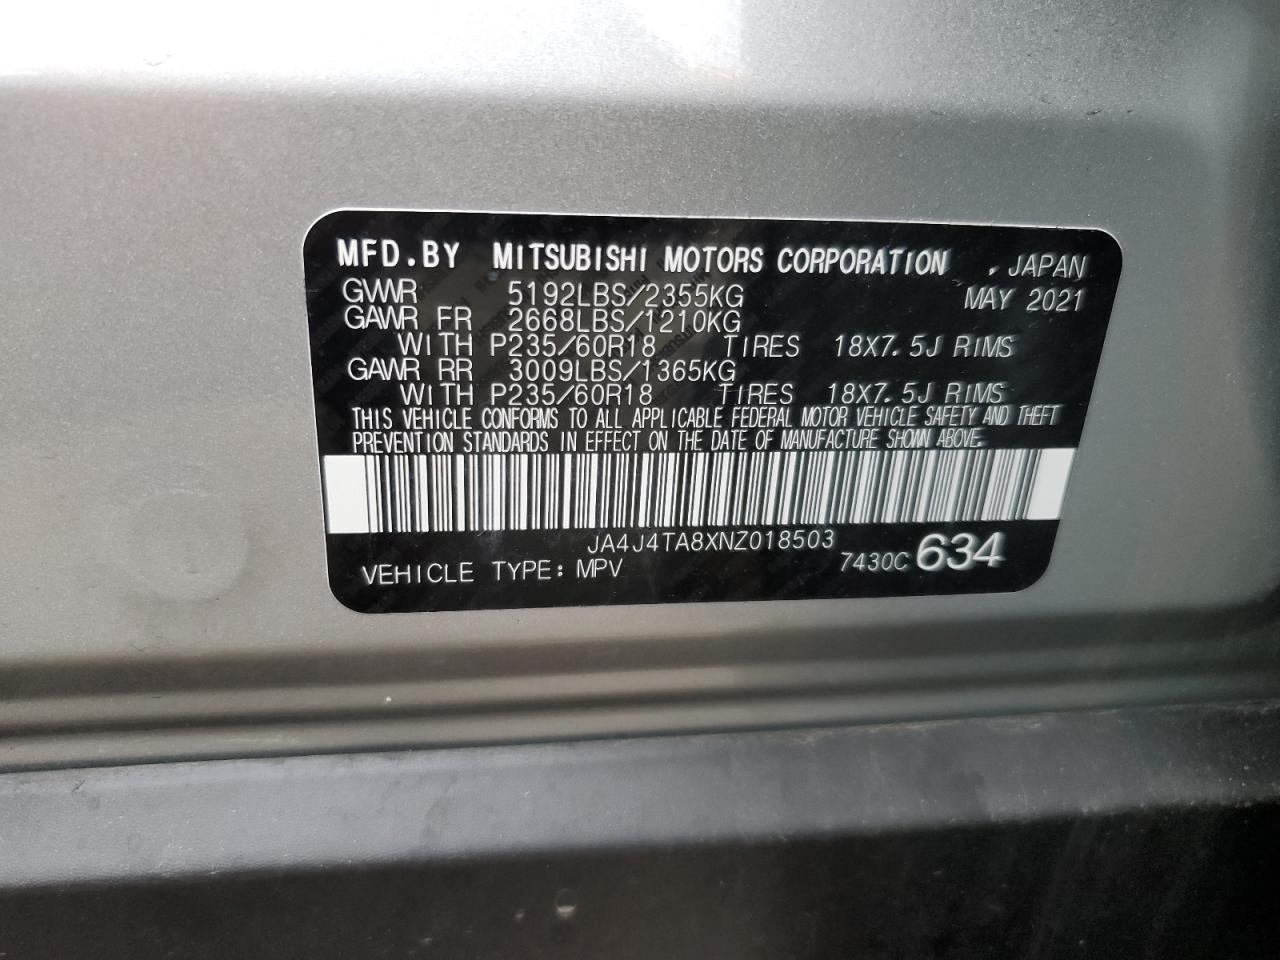 MFD.BY MITSUBISHI MOTORS CORPORATION . JAPAN
GVWR 5192LBS/2355KG MAY 2021
GAWR FR 2668LBS/1210KG
WITH P235/60R18 TIRES 18X7.5J RIMS
GAWR RR 3009LBS/1365KG
WITH P235/60R18 TIRES 18X7.5J RIMS
THIS VEHICLE CONFORMS TO ALL APPLICABLE FEDERAL MOTOR VEHICLE SAFETY AND THEFT
PREVENTION STANDARDS IN EFFECT ON THE DATE OF MANUFACTURE SHOWN ABOVE.
JA4J4TA8XNZ018503
VEHICLE TYPE: MPV 7430C 634